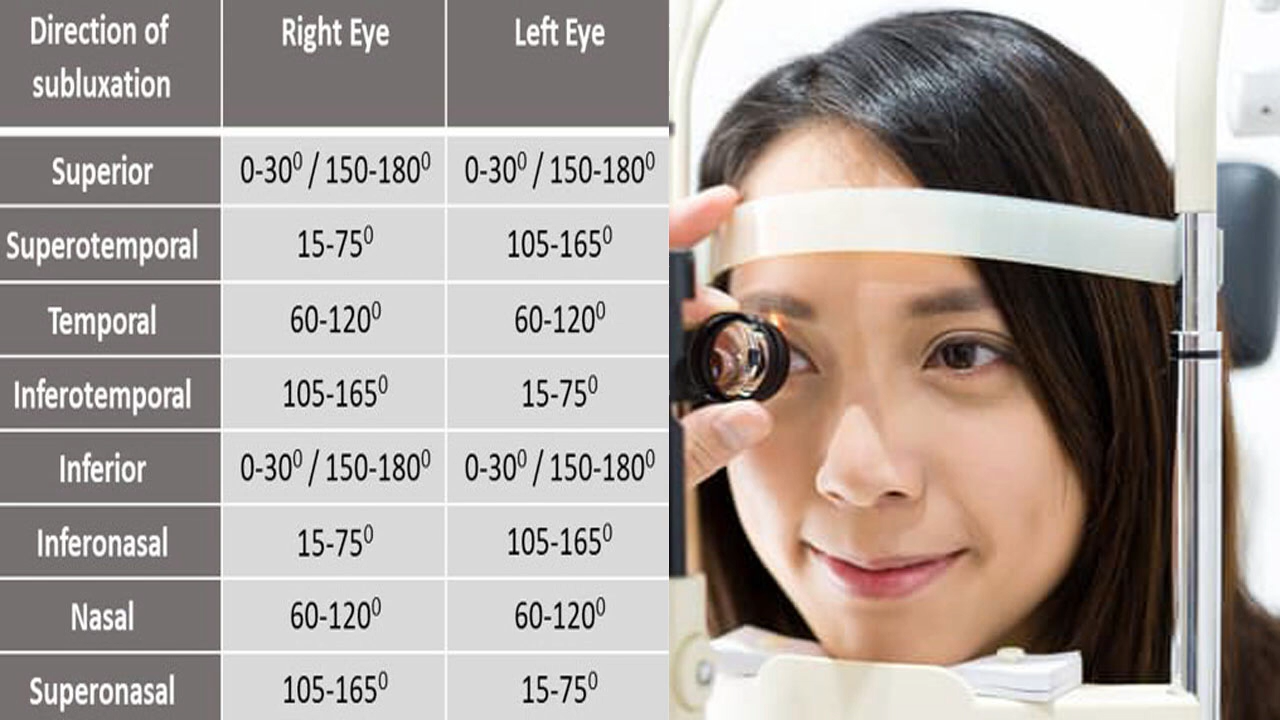 Direction of subluxation Right Eye Left Eye
Superior 0-30⁰ / 150-180⁰ 0-30⁰ / 150-180⁰
Superotemporal 15-75⁰ 105-165⁰
Temporal 60-120⁰ 60-120⁰
Inferotemporal 105-165⁰ 15-75⁰
Inferior 0-30⁰ / 150-180⁰ 0-30⁰ / 150-180⁰
Inferonasal 15-75⁰ 105-165⁰
Nasal 60-120⁰ 60-120⁰
Superonasal 105-165⁰ 15-75⁰